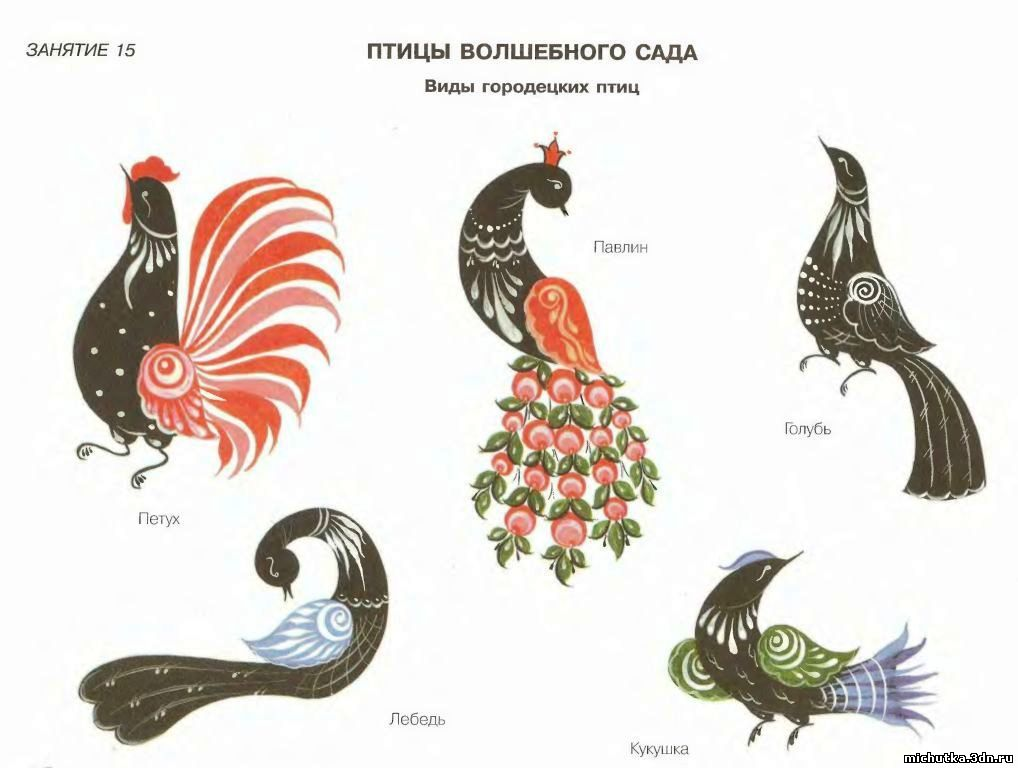 ЗАНЯТИЕ 15
ПТИЦЫ ВОЛШЕБНОГО САДА
Виды городецких птиц
Павлин
Голубь
Петух
Лебедь
Кукушка
michutka.3dn.ru